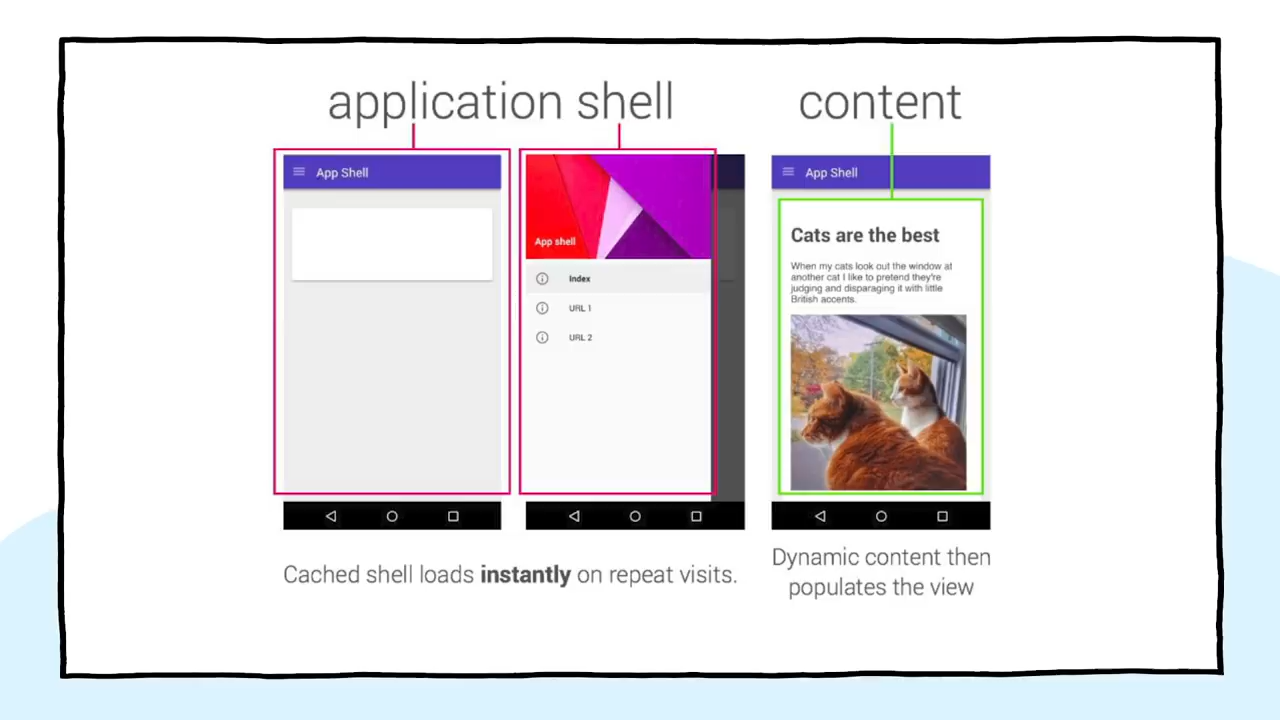 application shell
content
App Shell
App shell
Index
URL 1
URL 2
App Shell
Cats are the best
When my cats look out the window at
another cat I like to pretend they're
judging and disparaging it with little
British accents.
Cached shell loads instantly on repeat visits.
Dynamic content then
populates the view